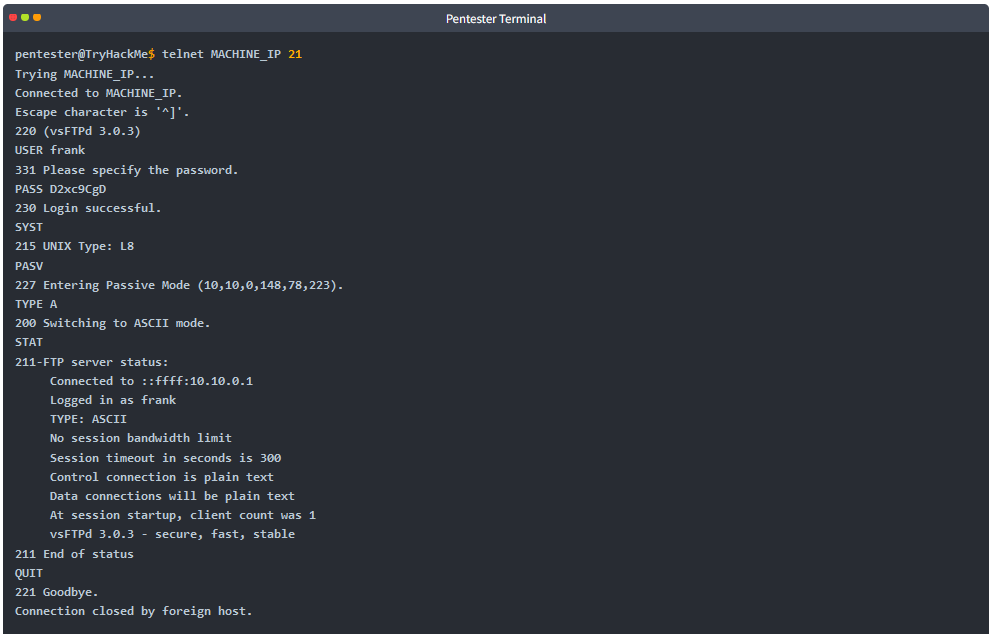 Pentester Terminal
pentester@TryHackMe$ telnet MACHINE_IP 21
Trying MACHINE_IP...
Connected to MACHINE_IP.
Escape character is '^]'.
220 (vsFTPd 3.0.3)
USER frank
331 Please specify the password.
PASS D2xc9CgD
230 Login successful.
SYST
215 UNIX Type: L8
PASV
227 Entering Passive Mode (10,10,0,148,78,223).
TYPE A
200 Switching to ASCII mode.
STAT
211-FTP server status:
     Connected to ::ffff:10.10.0.1
     Logged in as frank
     TYPE: ASCII
     No session bandwidth limit
     Session timeout in seconds is 300
     Control connection is plain text
     Data connections will be plain text
     At session startup, client count was 1
     vsFTPd 3.0.3 - secure, fast, stable
211 End of status
QUIT
221 Goodbye.
Connection closed by foreign host.